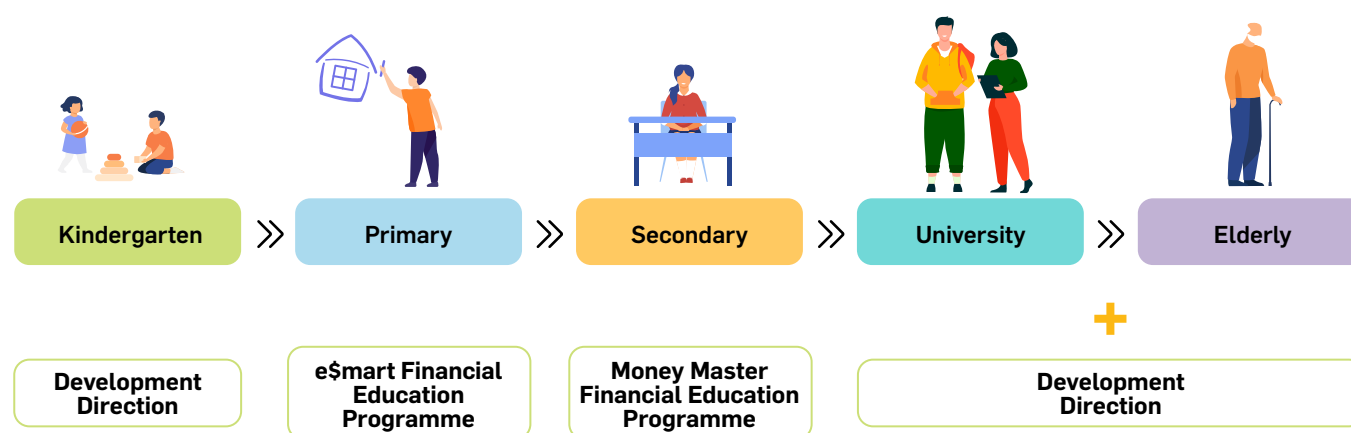 Kindergarten
Primary
Secondary
University
Elderly
Development
Direction
e$mart Financial
Education
Programme
Money Master
Financial Education
Programme
Development
Direction